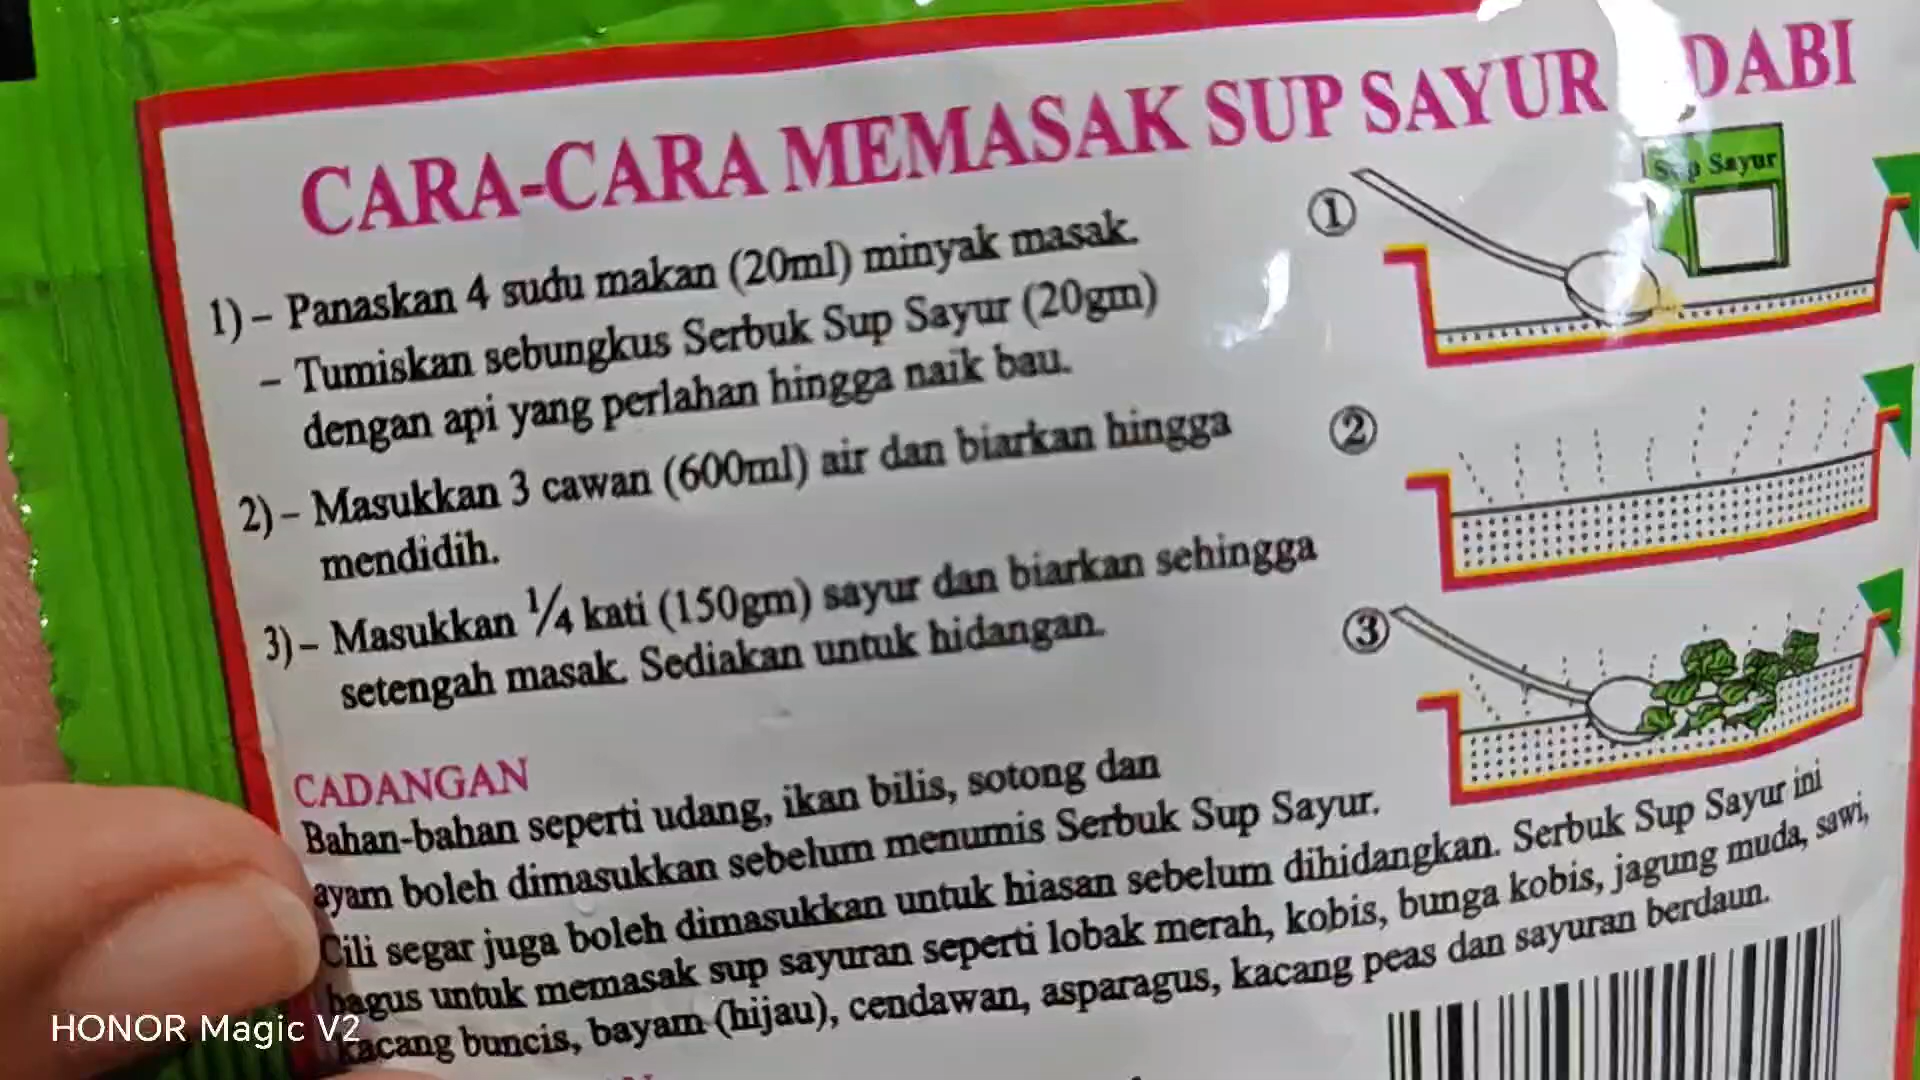 CARA-CARA MEMASAK SUP SAYUR DABI
1) – Panaskan 4 sudu makan (20ml) minyak masak.
– Tumiskan sebungkus Serbuk Sup Sayur (20gm)
dengan api yang perlahan hingga naik bau.
2) – Masukkan 3 cawan (600ml) air dan biarkan hingga
mendidih.
3) – Masukkan ¼ kati (150gm) sayur dan biarkan sehingga
setengah masak. Sediakan untuk hidangan.
1
Sup Sayur
2
3
CADANGAN
Bahan-bahan seperti udang, ikan bilis, sotong dan
ayam boleh dimasukkan sebelum menumis Serbuk Sup Sayur.
Cili segar juga boleh dimasukkan untuk hiasan sebelum dihidangkan. Serbuk Sup Sayur ini
bagus untuk memasak sup sayuran seperti lobak merah, kobis, bunga kobis, jagung muda, sawi,
kacang buncis, bayam (hijau), cendawan, asparagus, kacang peas dan sayuran berdaun.
HONOR Magic V2